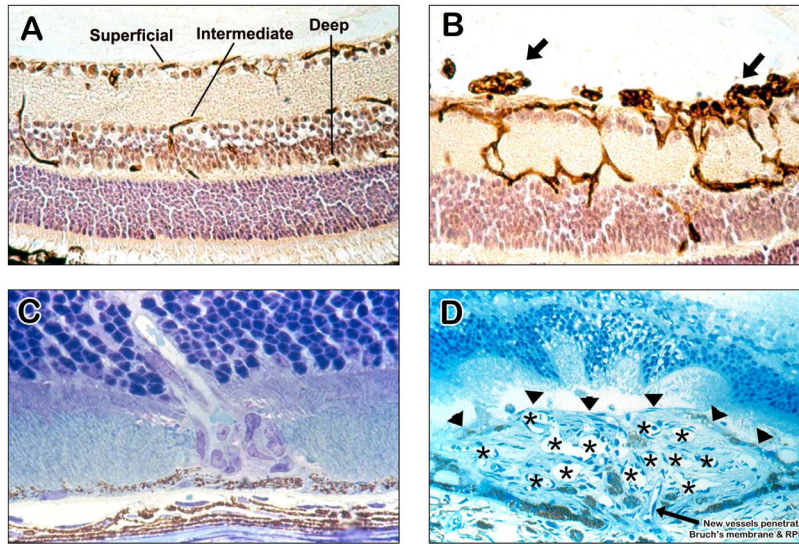 A
Superficial
Intermediate
Deep
B
C
D
* * * * * * * * * * * *
New vessels penetrat
Bruch's membrane & RP